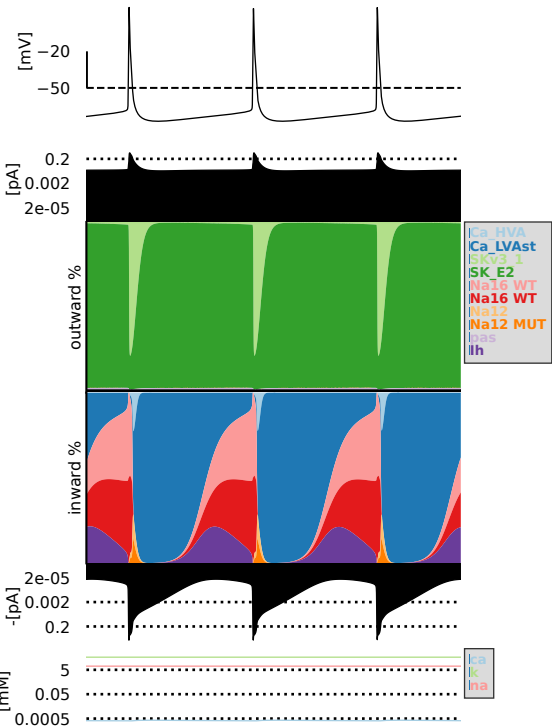 [mV]
−20
−50
[pA]
0.2
0.002
2e-05
outward %
Ca_HVA
Ca_LVAst
SKv3_1
SK_E2
Na16 WT
Na16 WT
Na12
Na12 MUT
pas
Ih
inward %
-[pA]
2e-05
0.002
0.2
[mM]
5
0.05
0.0005
ca
k
na